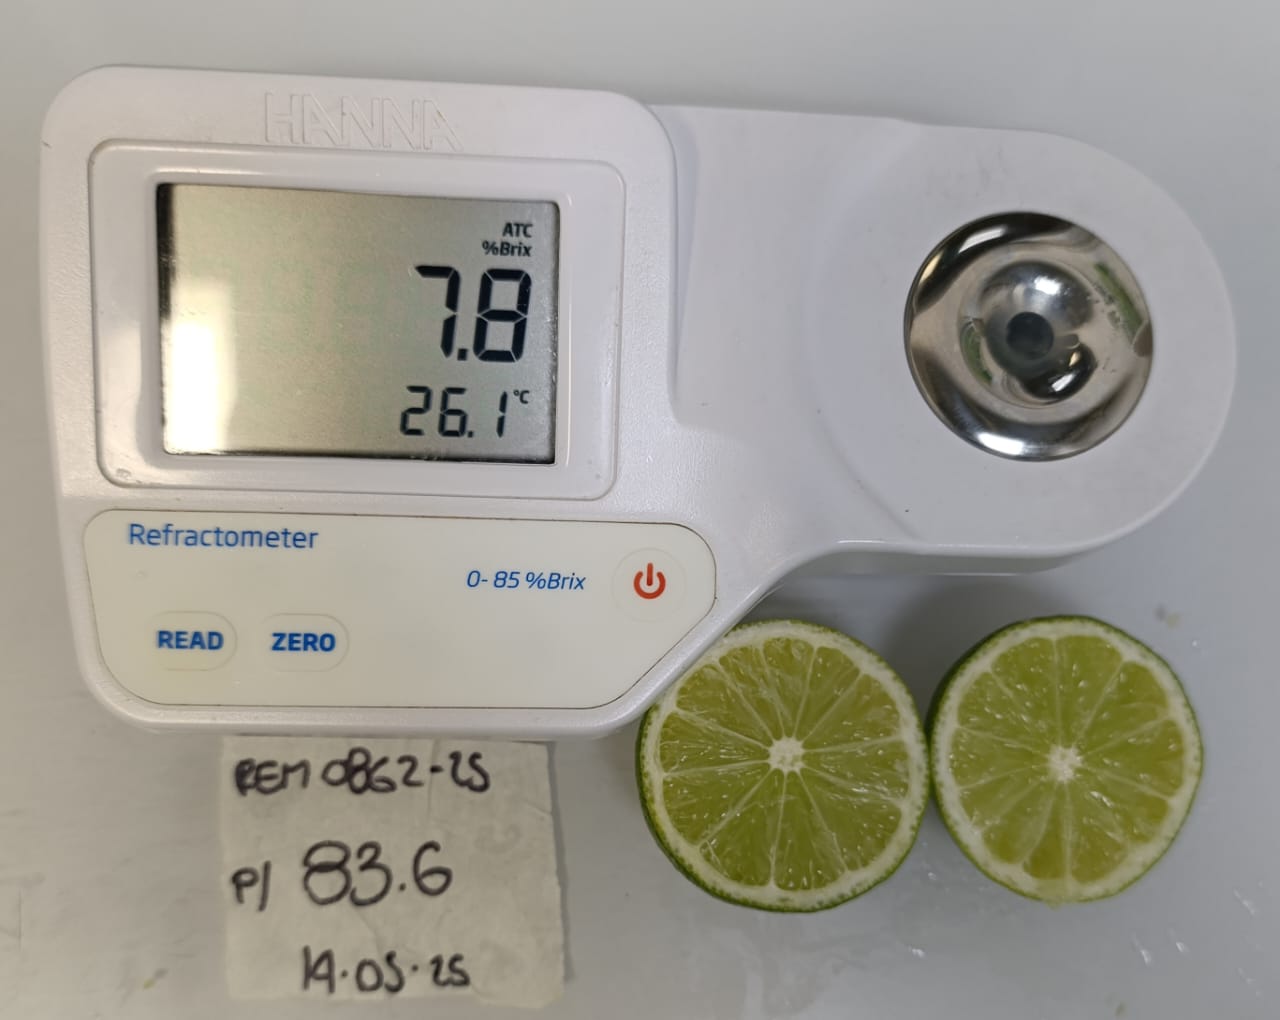 HANNA
ATC
%Brix
7.8
26.1 °C
Refractometer
0-85 %Brix
READ ZERO
REM 0862-25
P/ 83.6
14.05.25